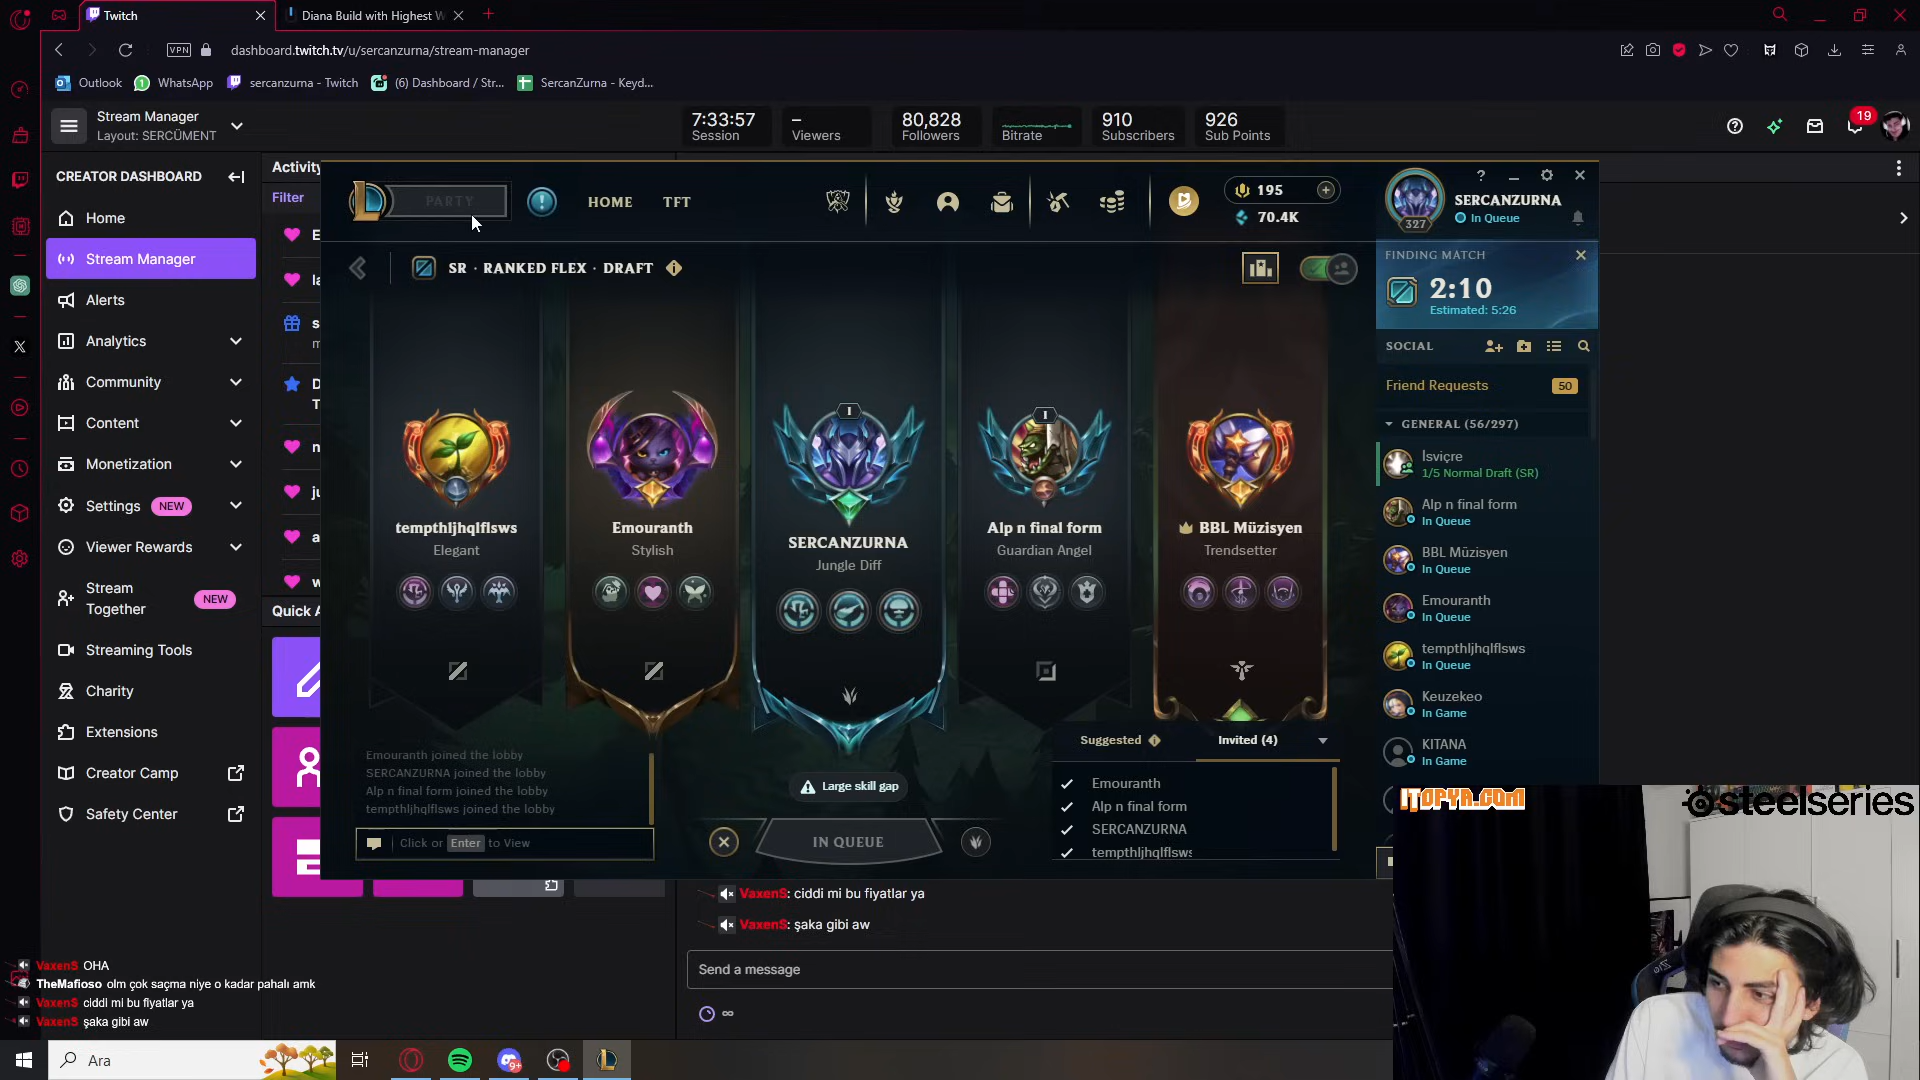 Twitch
Diana Build with Highest W
VPN
dashboard.twitch.tv/u/sercanzurna/stream-manager
Outlook
WhatsApp
sercanzurna - Twitch
(6) Dashboard / Str...
SercanZurna - Keyd...
Stream Manager
Layout: SERCÜMENT
7:33:57
Session
–
Viewers
80,828
Followers
Bitrate
910
Subscribers
926
Sub Points
19
CREATOR DASHBOARD
Home
Stream Manager
Alerts
Analytics
Community
Content
Monetization
Settings NEW
Viewer Rewards
Stream Together NEW
Streaming Tools
Charity
Extensions
Creator Camp
Safety Center
Activity
Filter
Quick A
PARTY
HOME
TFT
195
70.4K
327
SERCANZURNA
In Queue
SR · RANKED FLEX · DRAFT
FINDING MATCH
2:10
Estimated: 5:26
SOCIAL
Friend Requests
50
GENERAL (56/297)
İsviçre
1/5 Normal Draft (SR)
Alp n final form
In Queue
BBL Müzisyen
In Queue
Emouranth
In Queue
tempthljhqlflsws
In Queue
Keuzekeo
In Game
KITANA
In Game
I
I
tempthljhqlflsws
Elegant
Emouranth
Stylish
SERCANZURNA
Jungle Diff
Alp n final form
Guardian Angel
BBL Müzisyen
Trendsetter
Emouranth joined the lobby
SERCANZURNA joined the lobby
Alp n final form joined the lobby
tempthljhqlflsws joined the lobby
Click or Enter to View
Large skill gap
IN QUEUE
Suggested
Invited (4)
Emouranth
Alp n final form
SERCANZURNA
tempthljhqlflsws
VaxenS: ciddi mi bu fiyatlar ya
VaxenS: şaka gibi aw
Send a message
VaxenS OHA
TheMafioso olm çok saçma niye o kadar pahalı amk
VaxenS ciddi mi bu fiyatlar ya
VaxenS şaka gibi aw
İTOPYA.COM
steelseries
Ara
9+